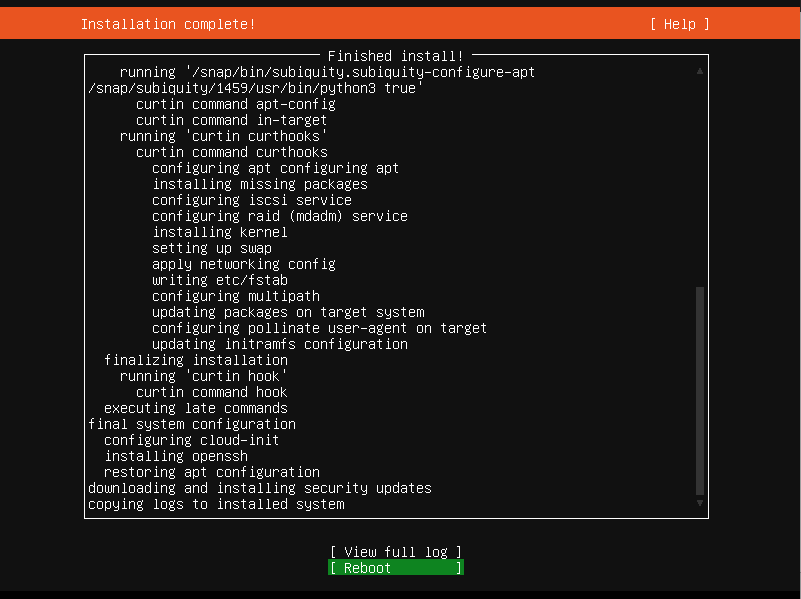 Installation complete! [ Help ]
Finished install!
running '/snap/bin/subiquity.subiquity-configure-apt
/snap/subiquity/1459/usr/bin/python3 true'
curtin command apt-config
curtin command in-target
running 'curtin curthooks'
curtin command curthooks
configuring apt configuring apt
installing missing packages
configuring iscsi service
configuring raid (mdadm) service
installing kernel
setting up swap
apply networking config
writing etc/fstab
configuring multipath
updating packages on target system
configuring pollinate user-agent on target
updating initramfs configuration
finalizing installation
running 'curtin hook'
curtin command hook
executing late commands
final system configuration
configuring cloud-init
installing openssh
restoring apt configuration
downloading and installing security updates
copying logs to installed system
[ View full log ]
[ Reboot ]